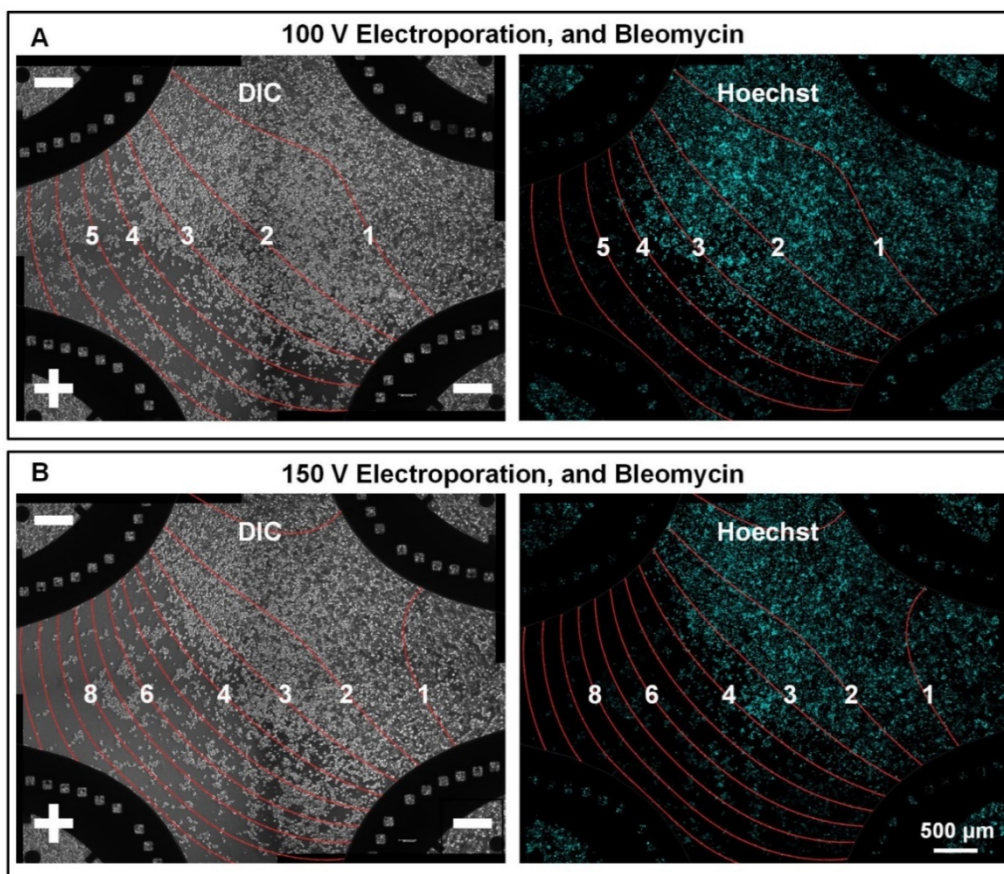 A
100 V Electroporation, and Bleomycin
DIC
Hoechst
5 4 3 2 1
5 4 3 2 1
B
150 V Electroporation, and Bleomycin
DIC
Hoechst
8 6 4 3 2 1
8 6 4 3 2 1
500 µm